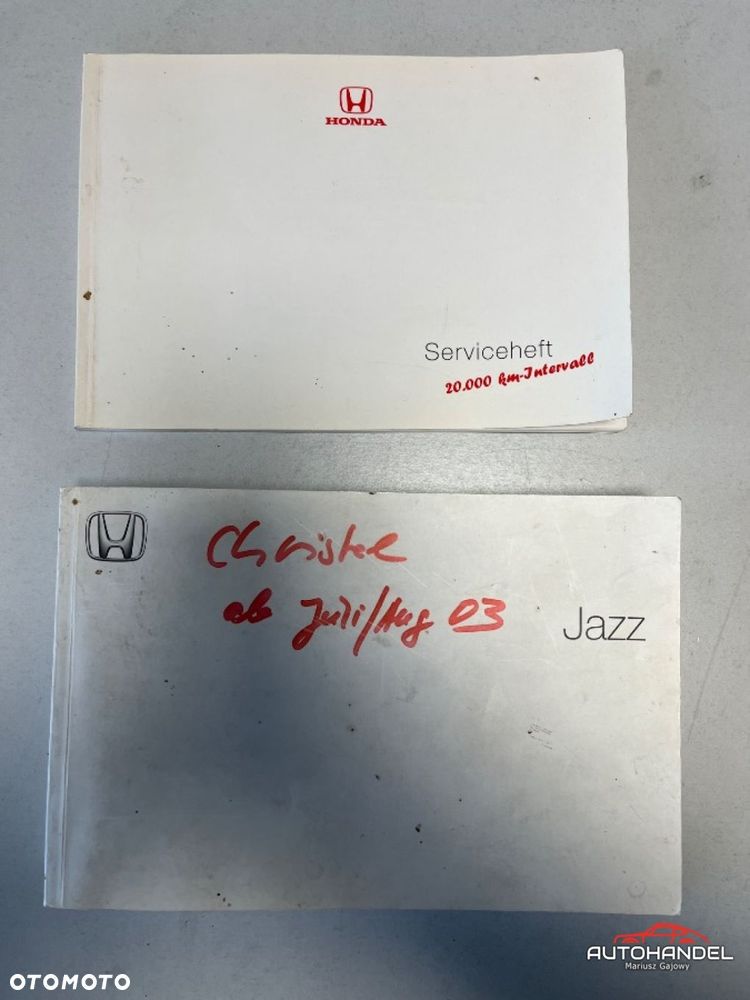 HONDA
Serviceheft
20.000 km-Intervall
Christel
ab Juli/Aug 03
Jazz
AUTOHANDEL
Mariusz Gajowy
OTOMOTO